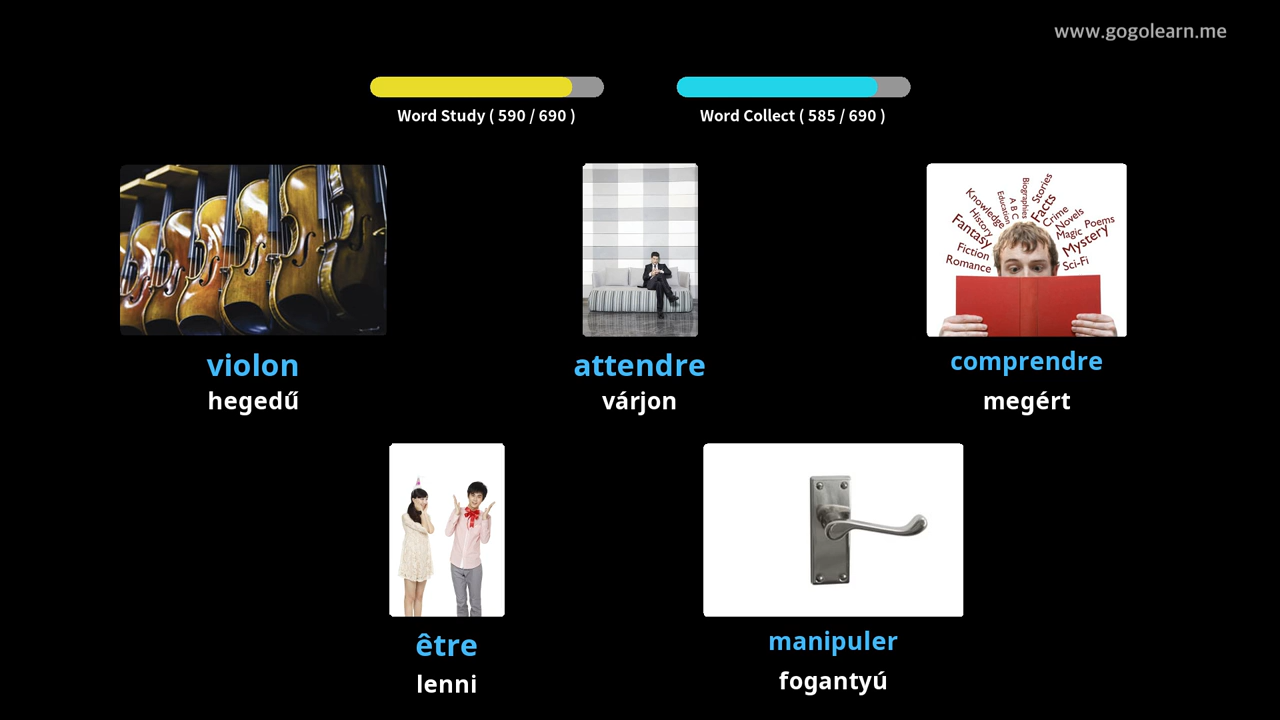 www.gogolearn.me
Word Study ( 590 / 690 )
Word Collect ( 585 / 690 )
Knowledge
History
Education
A B C
Biographies
Stories
Facts
Crime
Novels
Poems
Magic
Mystery
Sci-Fi
Fantasy
Fiction
Romance
violon
hegedű
attendre
várjon
comprendre
megért
être
lenni
manipuler
fogantyú